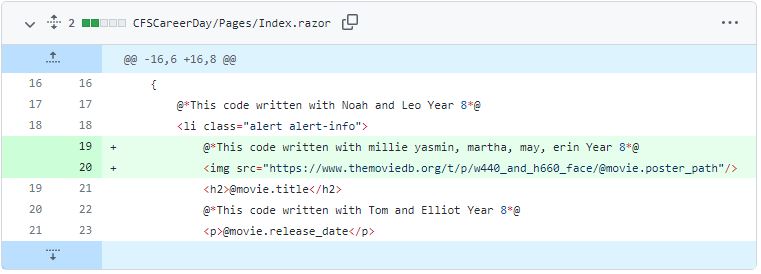 2 CFSCareerDay/Pages/Index.razor
@@ -16,6 +16,8 @@
16 16 {
17 17 @*This code written with Noah and Leo Year 8*@
18 18 <li class="alert alert-info">
19 + @*This code written with millie yasmin, martha, may, erin Year 8*@
20 + <img src="https://www.themoviedb.org/t/p/w440_and_h660_face/@movie.poster_path"/>
19 21 <h2>@movie.title</h2>
20 22 @*This code written with Tom and Elliot Year 8*@
21 23 <p>@movie.release_date</p>